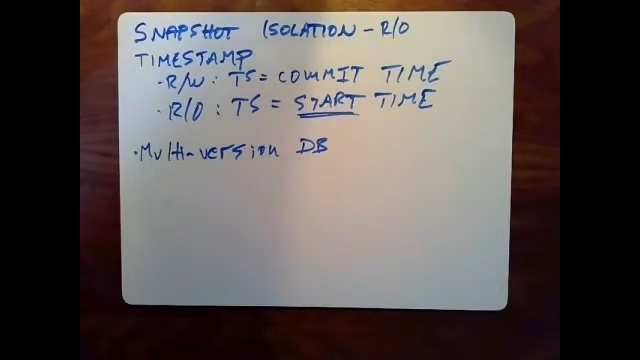 SNAPSHOT ISOLATION - R/O
TIMESTAMP
• R/W : TS = COMMIT TIME
• R/O : TS = START TIME
• Multi-version DB